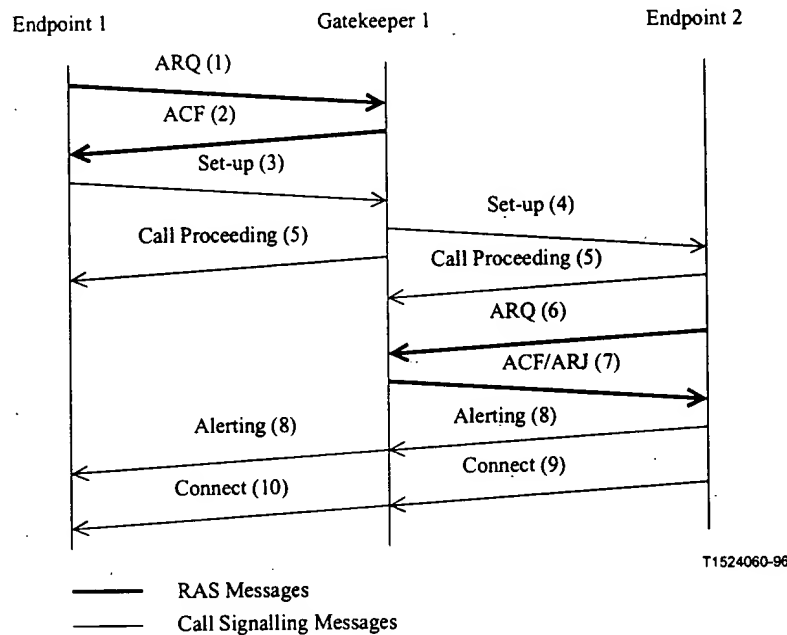 Endpoint 1
Gatekeeper 1
Endpoint 2
ARQ (1)
ACF (2)
Set-up (3)
Set-up (4)
Call Proceeding (5)
Call Proceeding (5)
ARQ (6)
ACF/ARJ (7)
Alerting (8)
Alerting (8)
Connect (9)
Connect (10)
T1524060-96
RAS Messages
Call Signalling Messages